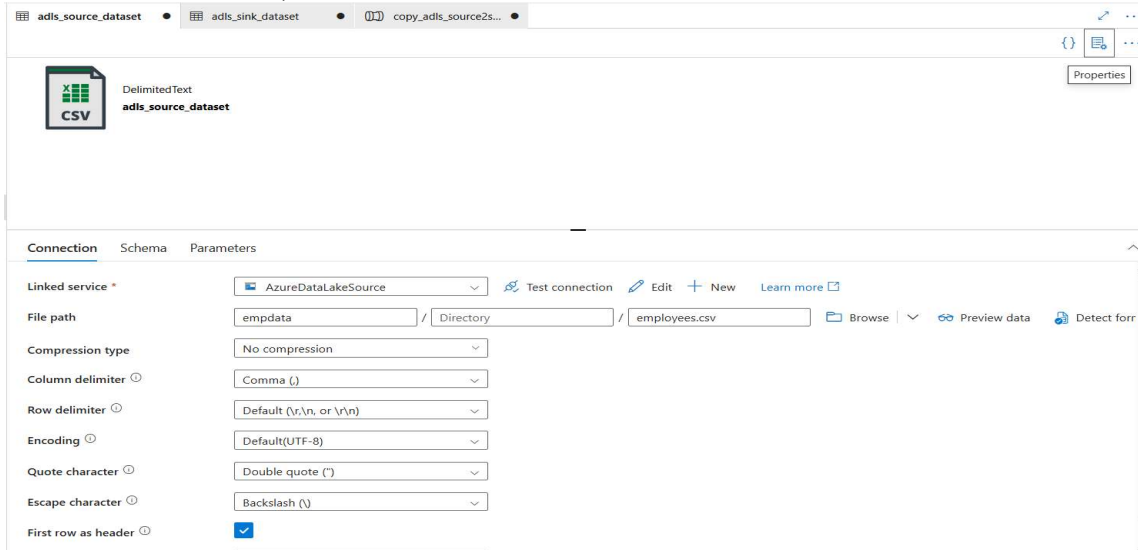 adls_source_dataset adls_sink_dataset copy_adls_source2s...
{}
Properties
CSV
DelimitedText
adls_source_dataset
Connection Schema Parameters
Linked service * AzureDataLakeSource Test connection Edit New Learn more
File path empdata / Directory / employees.csv Browse Preview data Detect forr
Compression type No compression
Column delimiter Comma (,)
Row delimiter Default (\r,\n, or \r\n)
Encoding Default(UTF-8)
Quote character Double quote (")
Escape character Backslash (\)
First row as header